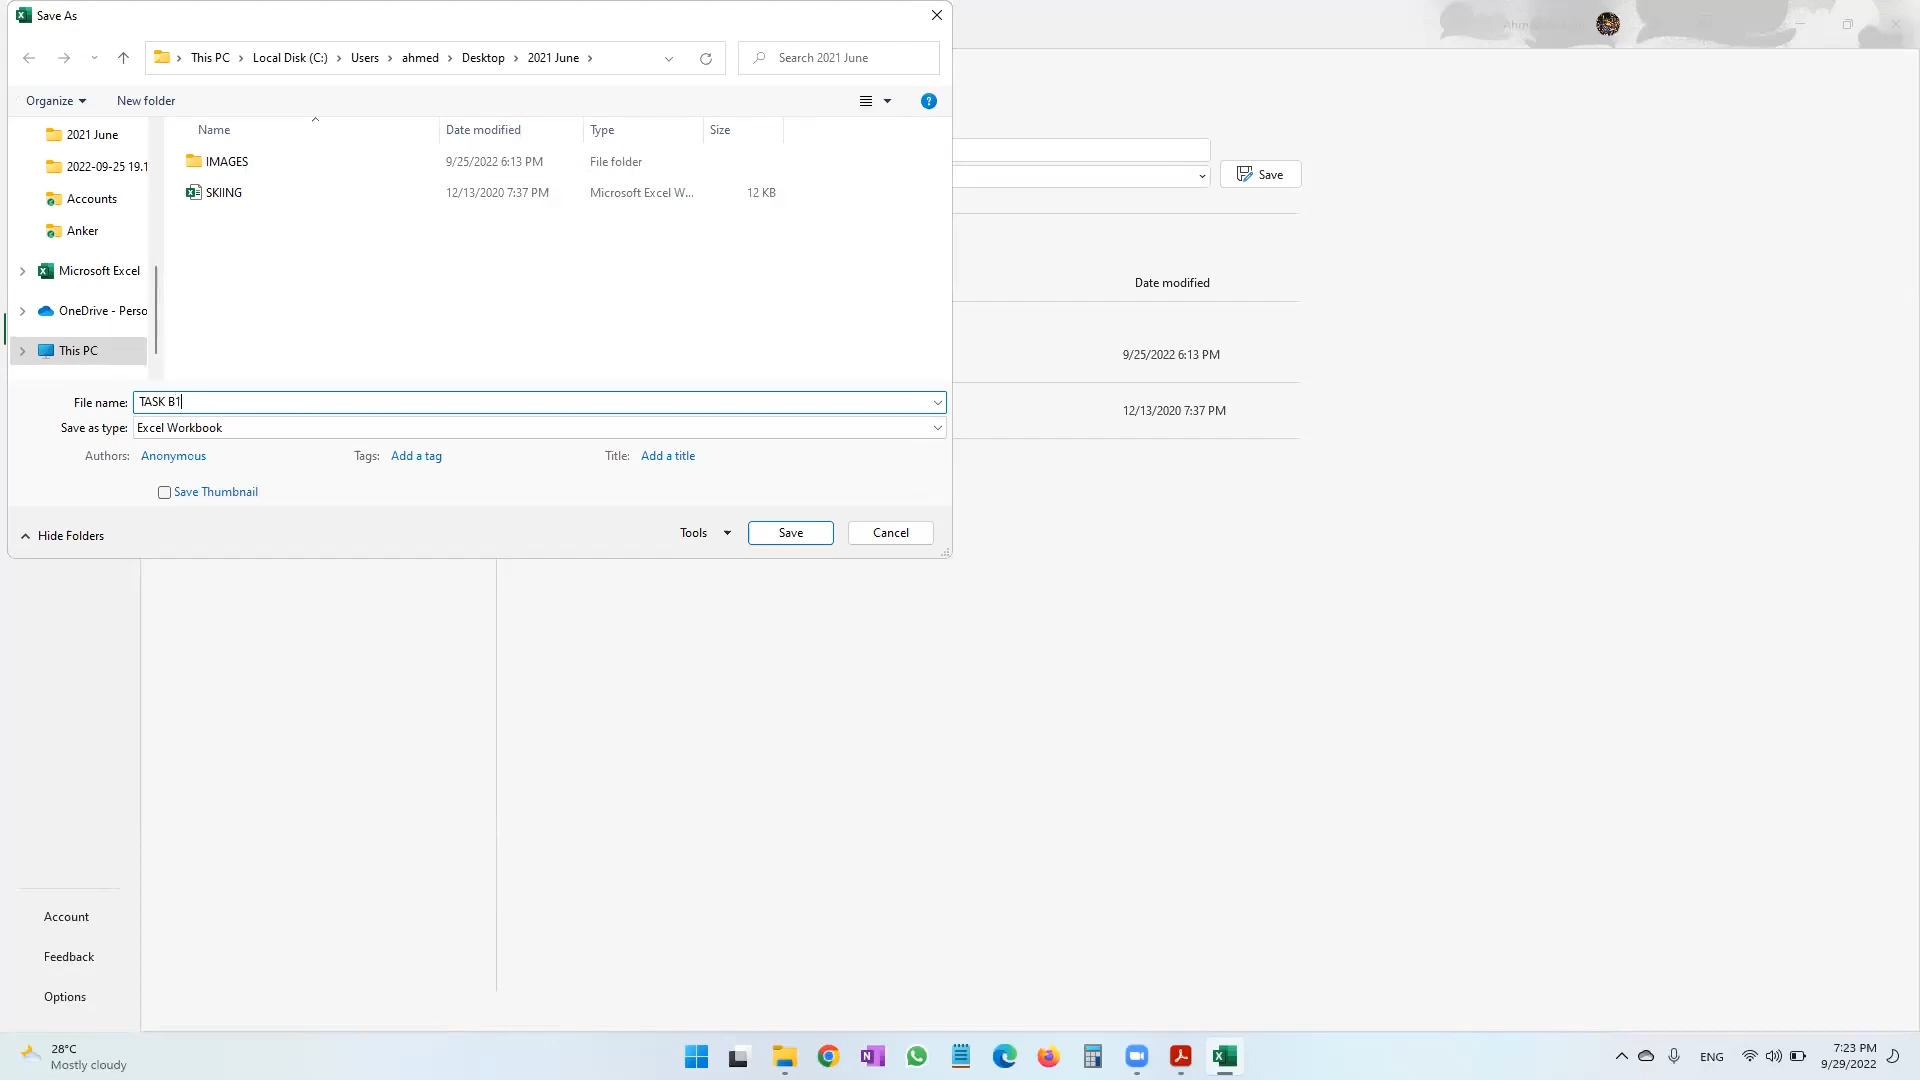 Save As
This PC > Local Disk (C:) > Users > ahmed > Desktop > 2021 June >
Search 2021 June
Organize
New folder
Name
Date modified
Type
Size
2021 June
2022-09-25 19.1
Accounts
Anker
Microsoft Excel
OneDrive - Perso
This PC
IMAGES
9/25/2022 6:13 PM
File folder
SKIING
12/13/2020 7:37 PM
Microsoft Excel W...
12 KB
File name: TASK B1
Save as type: Excel Workbook
Authors: Anonymous
Tags: Add a tag
Title: Add a title
Save Thumbnail
Hide Folders
Tools
Save
Cancel
Save
Date modified
9/25/2022 6:13 PM
12/13/2020 7:37 PM
Account
Feedback
Options
28°C
Mostly cloudy
ENG
7:23 PM
9/29/2022